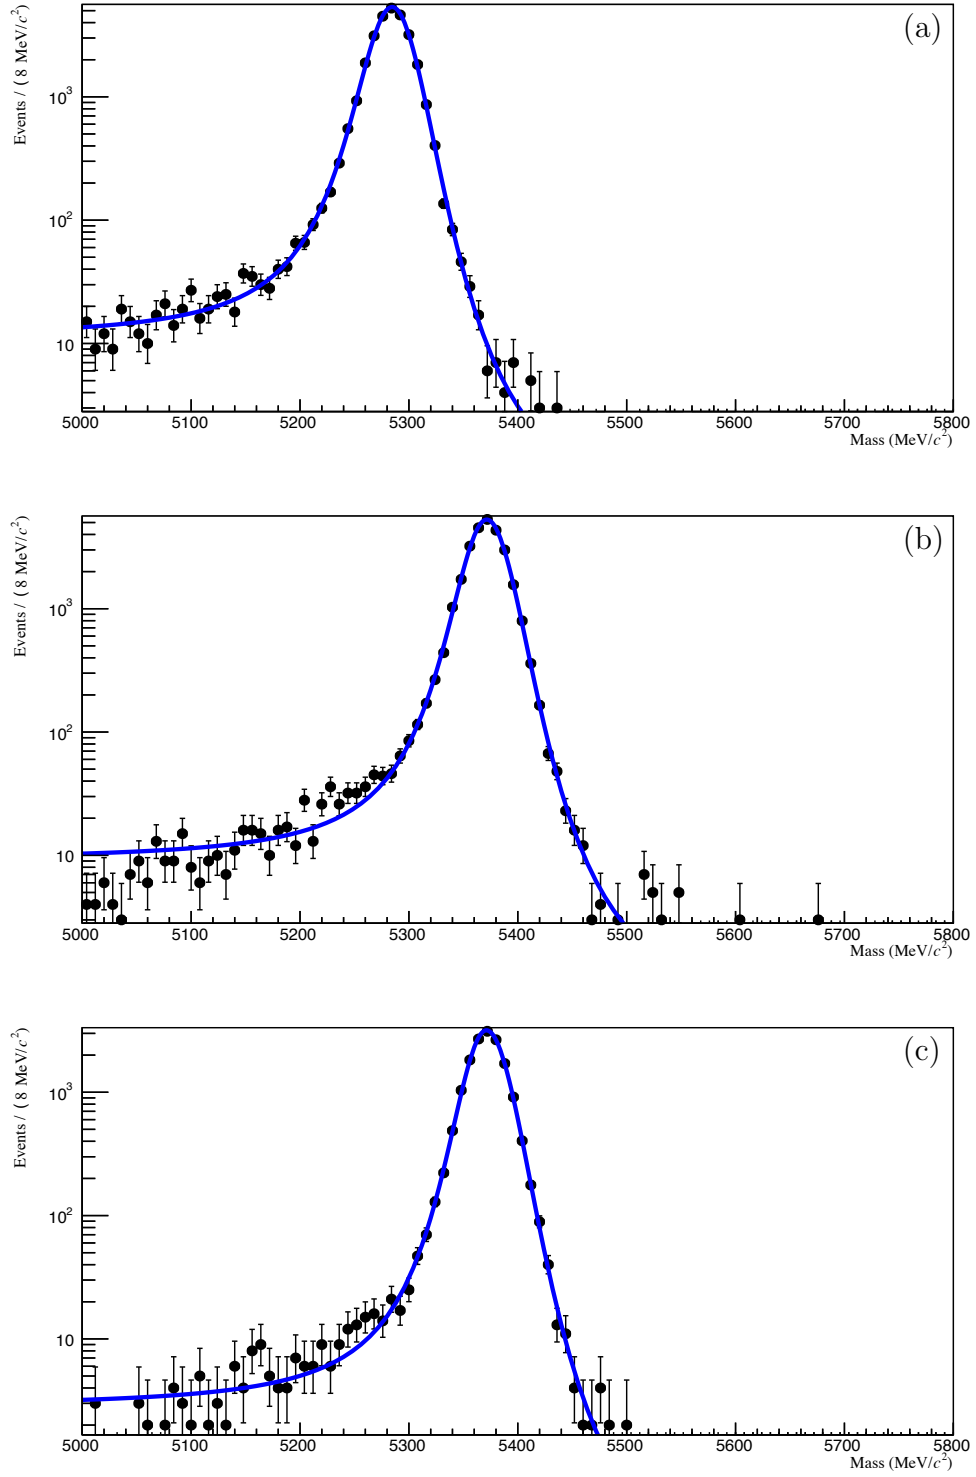 (a)
Events / ( 8 MeV/c²)
10³
10²
10
5000 5100 5200 5300 5400 5500 5600 5700 5800
Mass (MeV/c²)
(b)
Events / ( 8 MeV/c²)
10³
10²
10
5000 5100 5200 5300 5400 5500 5600 5700 5800
Mass (MeV/c²)
(c)
Events / ( 8 MeV/c²)
10³
10²
10
5000 5100 5200 5300 5400 5500 5600 5700 5800
Mass (MeV/c²)